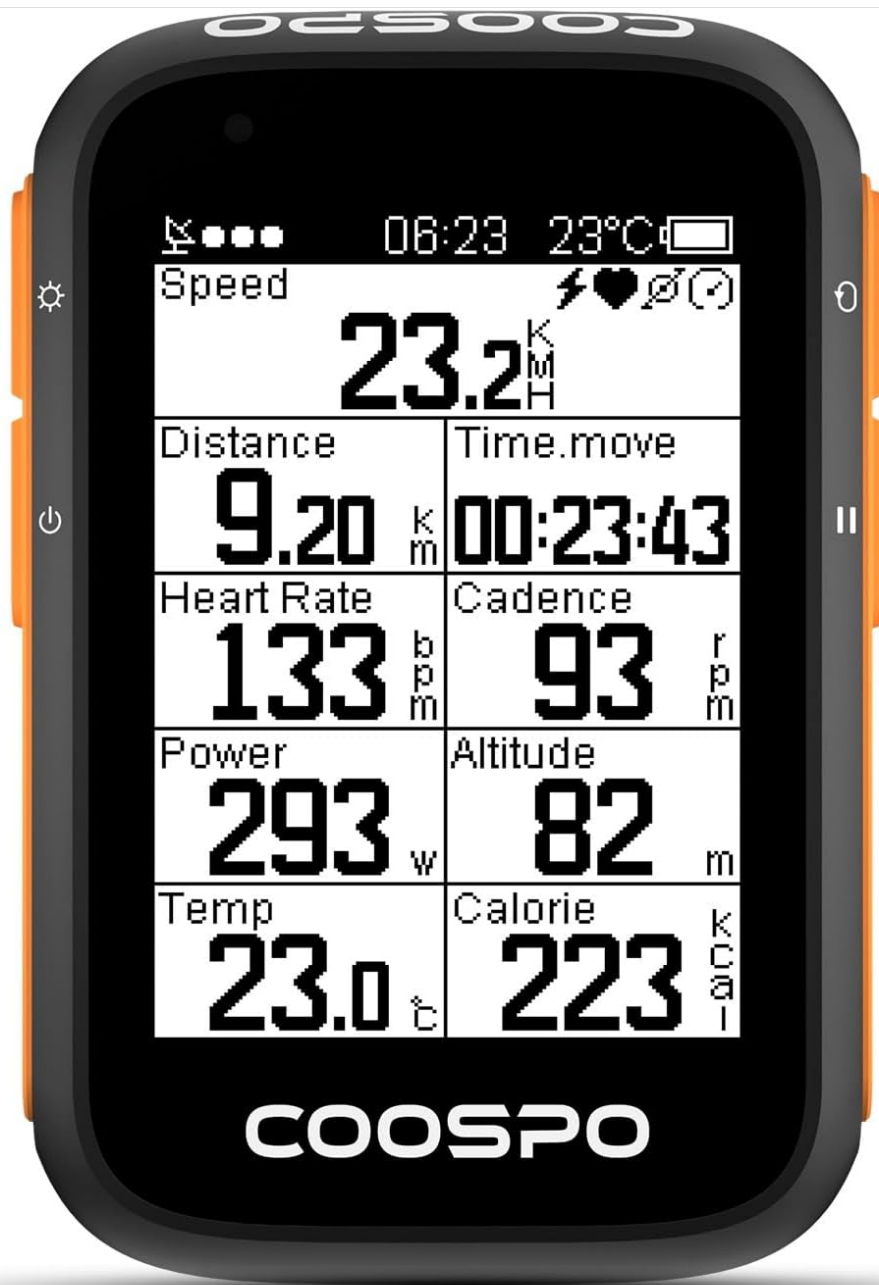 COOSPO
06:23 23°C
Speed
23.2 KMH
Distance
9.20 km
Time.move
00:23:43
Heart Rate
133 bpm
Cadence
93 rpm
Power
293 w
Altitude
82 m
Temp
23.0 °C
Calorie
223 kCal
COOSPO